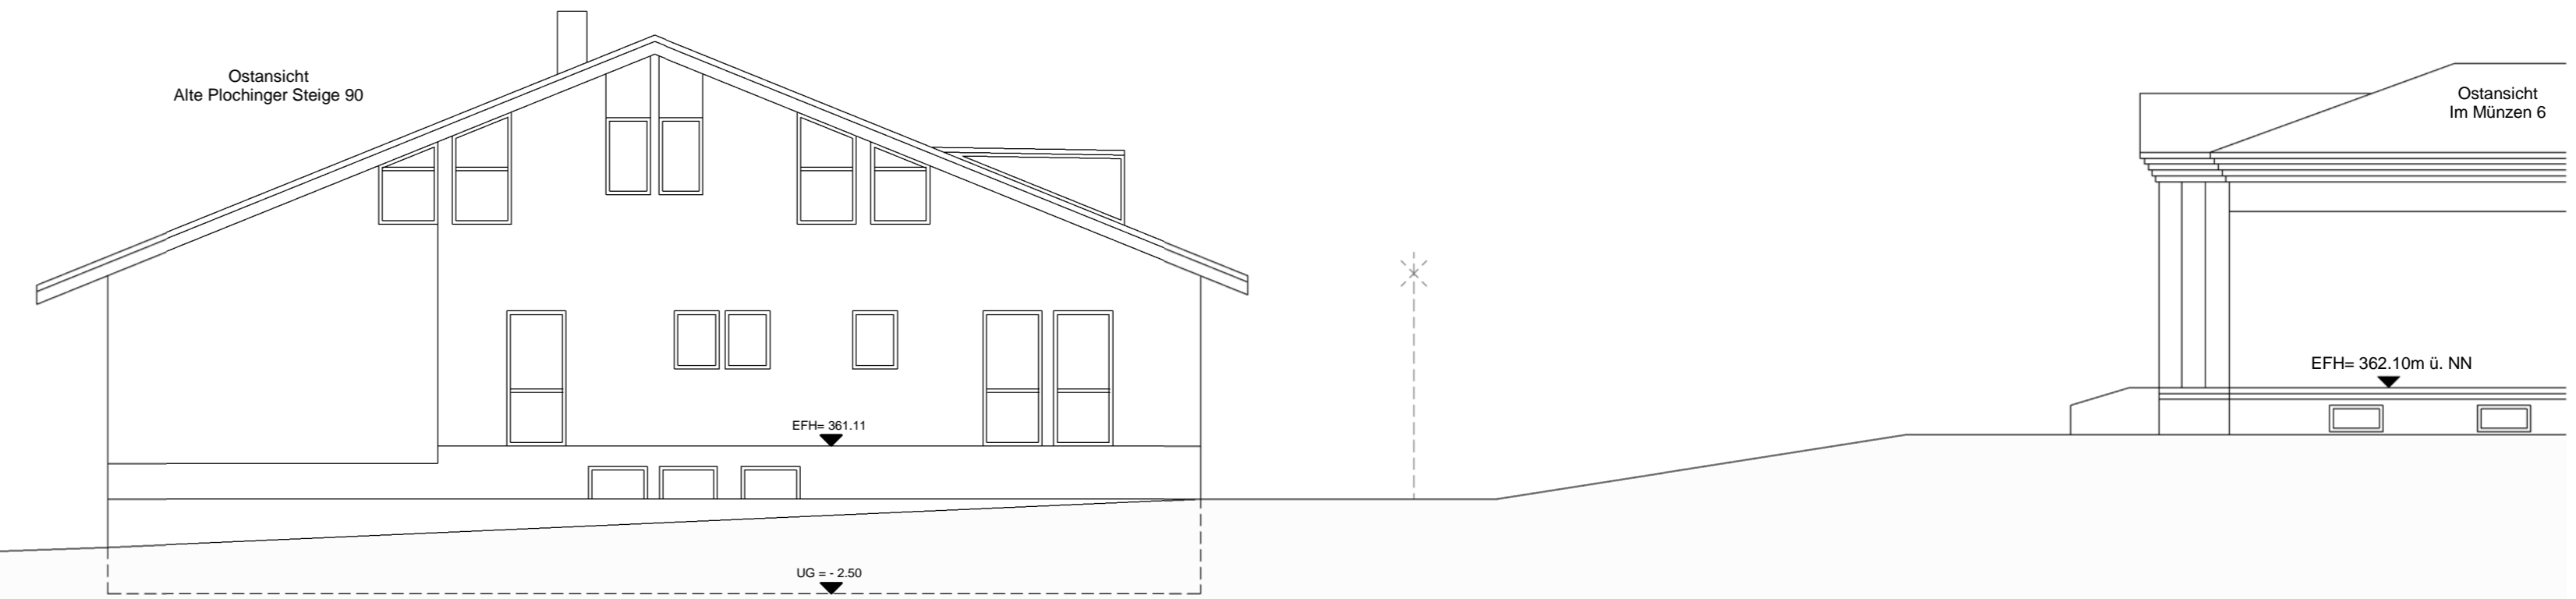 Ostansicht
Alte Plochinger Steige 90
Ostansicht
Im Münzen 6
EFH= 362.10m ü. NN
EFH= 361.11
UG = - 2.50